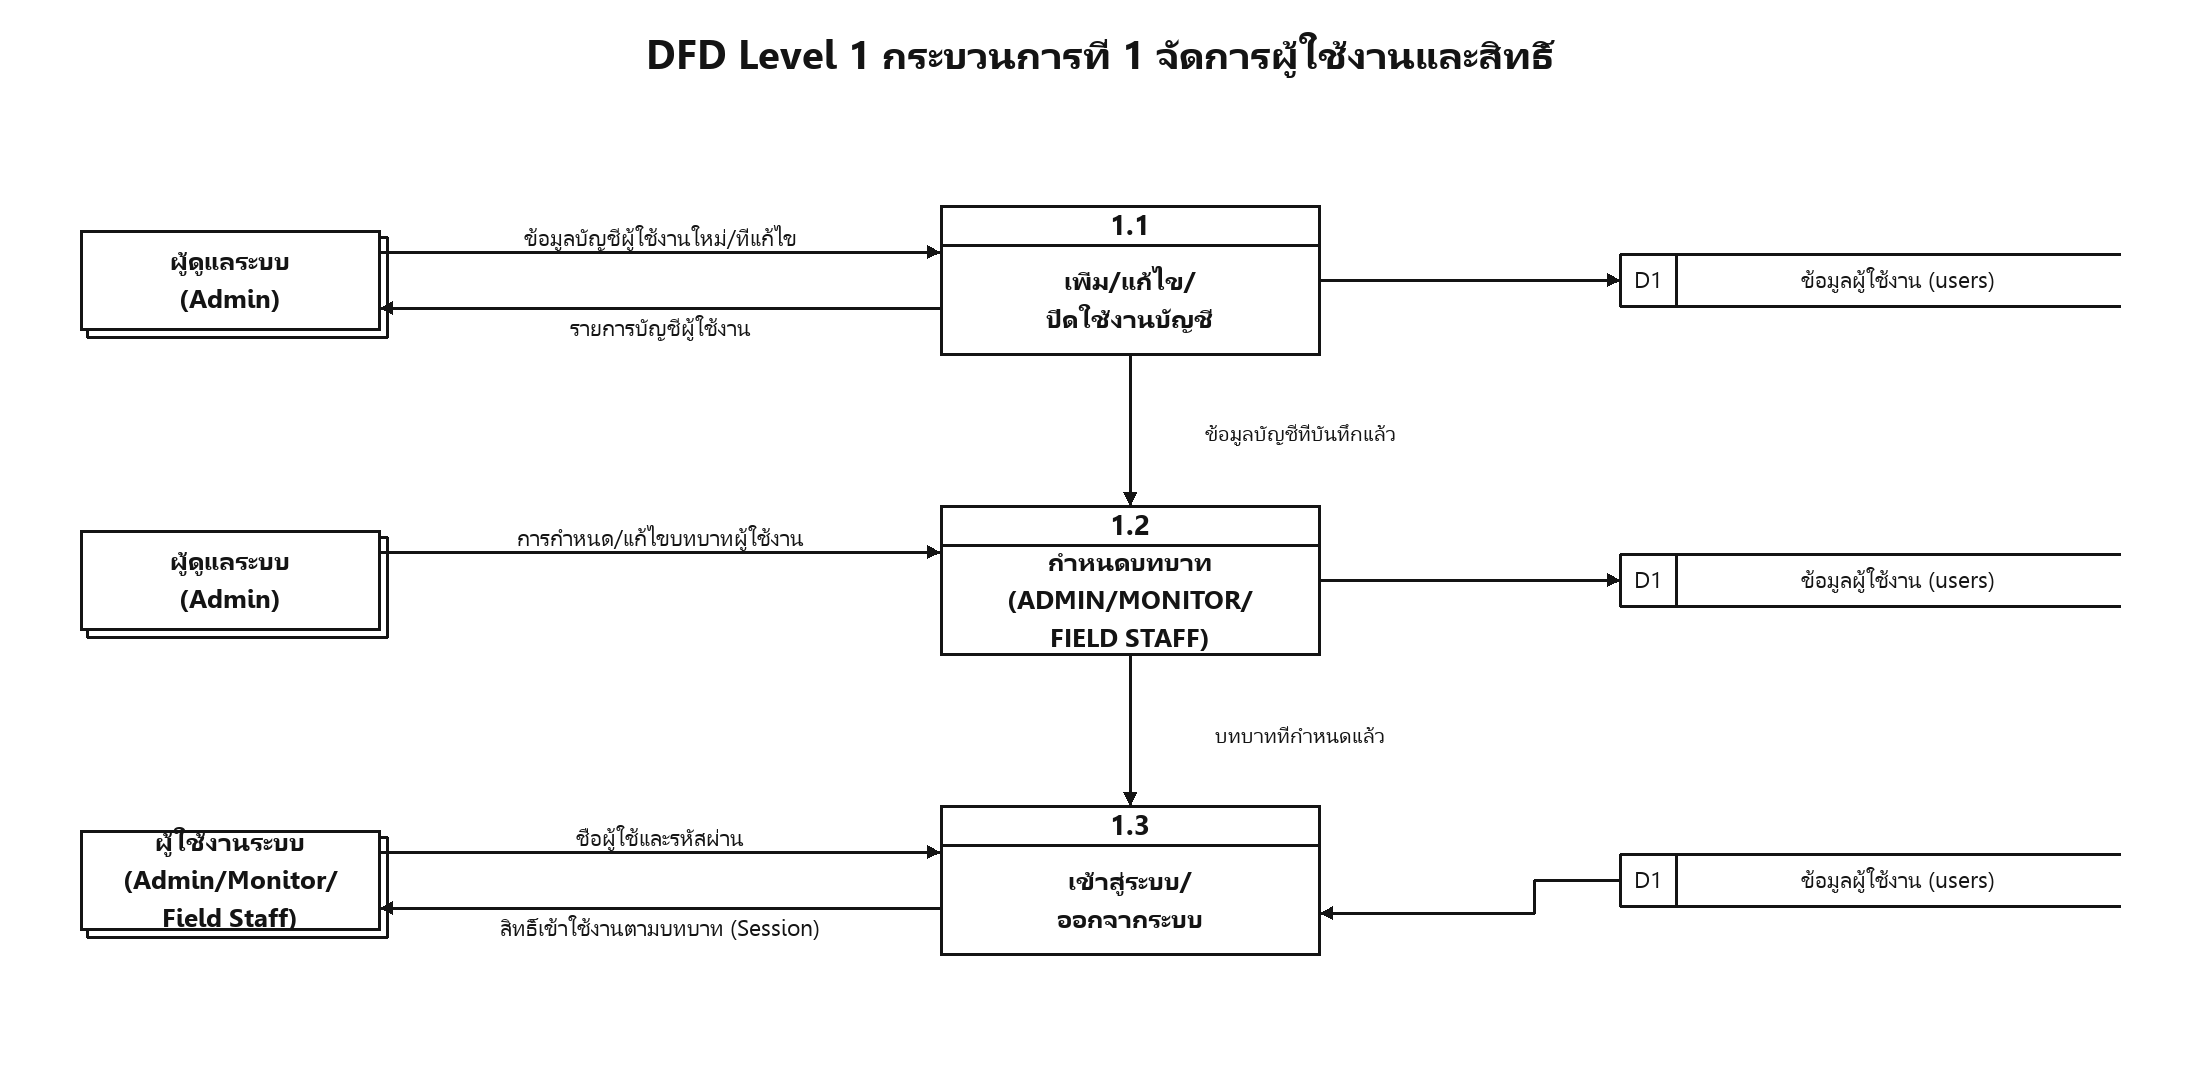 DFD Level 1 กระบวนการที่ 1 จัดการผู้ใช้งานและสิทธิ์
ผู้ดูแลระบบ
(Admin)
ข้อมูลบัญชีผู้ใช้งานใหม่/ที่แก้ไข
รายการบัญชีผู้ใช้งาน
1.1
เพิ่ม/แก้ไข/
ปิดใช้งานบัญชี
D1
ข้อมูลผู้ใช้งาน (users)
ข้อมูลบัญชีที่บันทึกแล้ว
ผู้ดูแลระบบ
(Admin)
การกำหนด/แก้ไขบทบาทผู้ใช้งาน
1.2
กำหนดบทบาท
(ADMIN/MONITOR/
FIELD STAFF)
D1
ข้อมูลผู้ใช้งาน (users)
บทบาทที่กำหนดแล้ว
ผู้ใช้งานระบบ
(Admin/Monitor/
Field Staff)
ชื่อผู้ใช้และรหัสผ่าน
สิทธิ์เข้าใช้งานตามบทบาท (Session)
1.3
เข้าสู่ระบบ/
ออกจากระบบ
D1
ข้อมูลผู้ใช้งาน (users)